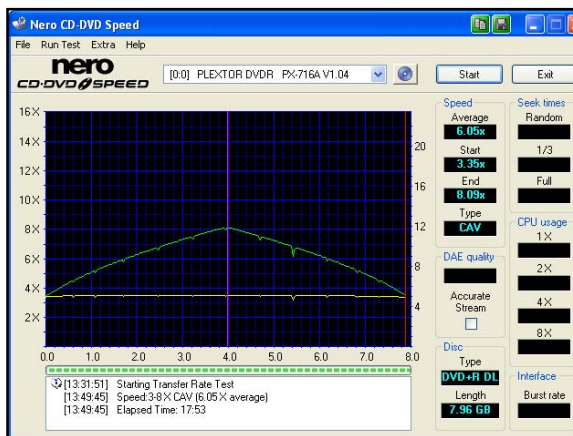 Nero CD-DVD Speed
File Run Test Extra Help
nero
CD·DVD SPEED
[0:0] PLEXTOR DVDR PX-716A V1.04
Start
Exit
16X
14X
12X
10X
8X
6X
4X
2X
20
16
12
8
4
0.0 1.0 2.0 3.0 4.0 5.0 6.0 7.0 8.0
Speed
Average
6.05x
Start
3.35x
End
8.09x
Type
CAV
DAE quality
Accurate
Stream
Disc
Type
DVD+R DL
Length
7.96 GB
Seek times
Random
1/3
Full
CPU usage
1 X
2 X
4 X
8 X
Interface
Burst rate
[13:31:51] Starting Transfer Rate Test
[13:49:45] Speed:3-8 X CAV (6.05 X average)
[13:49:45] Elapsed Time: 17:53